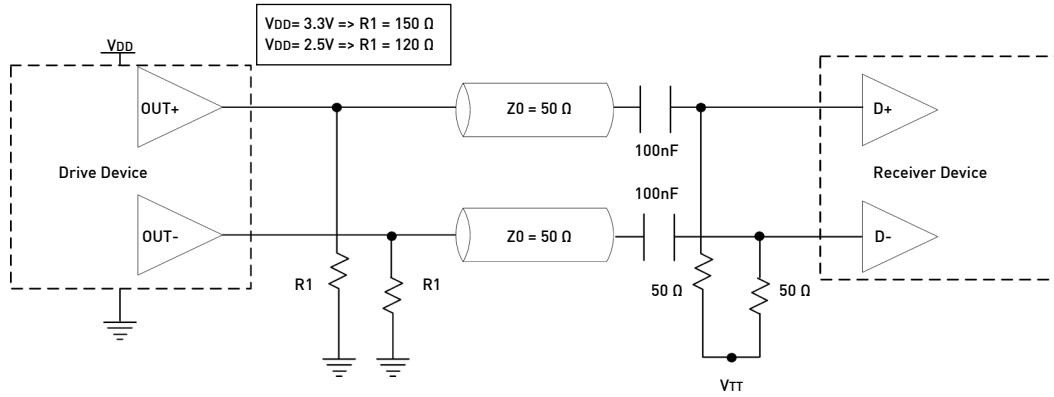 VDD= 3.3V => R1 = 150 Ω
VDD= 2.5V => R1 = 120 Ω
VDD
OUT+
Z0 = 50 Ω
D+
100nF
Drive Device
Receiver Device
100nF
OUT-
Z0 = 50 Ω
D-
R1
R1
50 Ω
50 Ω
VTT